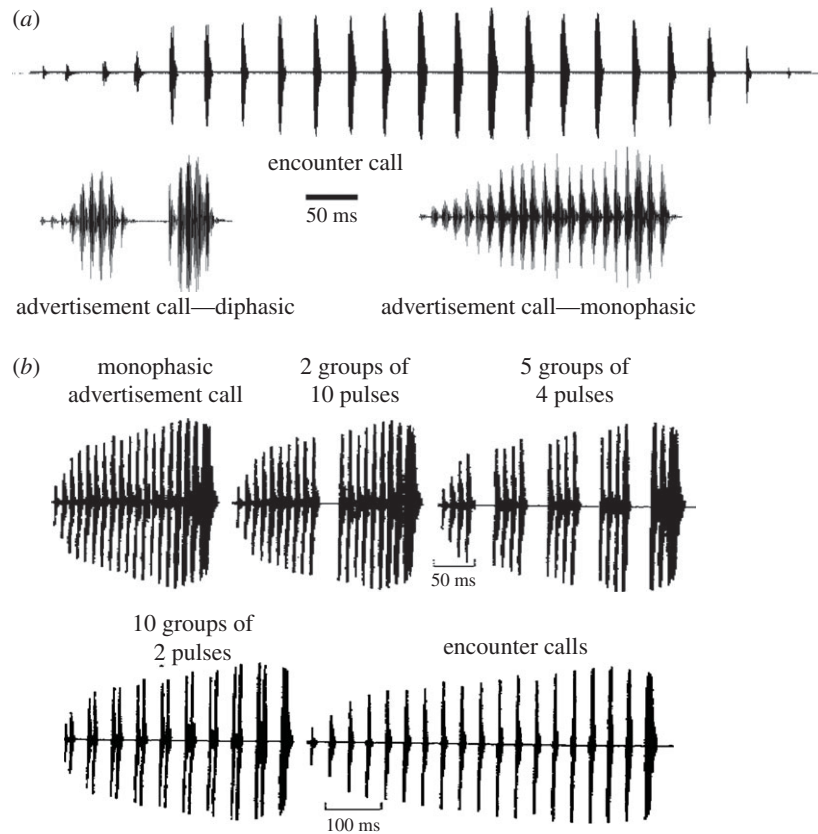 (a)
encounter call
50 ms
advertisement call—diphasic
advertisement call—monophasic
(b)
monophasic
advertisement call
2 groups of
10 pulses
5 groups of
4 pulses
50 ms
10 groups of
2 pulses
encounter calls
100 ms